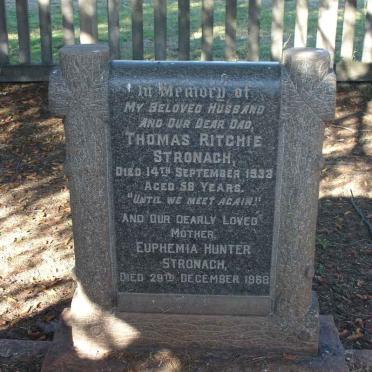 In Memory of
My Beloved Husband
And Our Dear Dad,
Thomas Ritchie
Stronach,
Died 14th September 1932
Aged 58 Years.
"Until We Meet Again!"
And Our Dearly Loved
Mother,
Euphemia Hunter
Stronach,
Died 29th December 1968